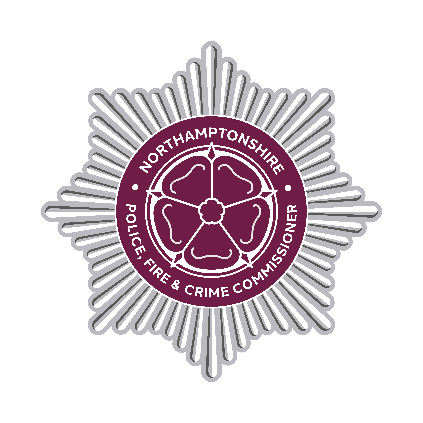 NORTHAMPTONSHIRE
POLICE, FIRE & CRIME COMMISSIONER